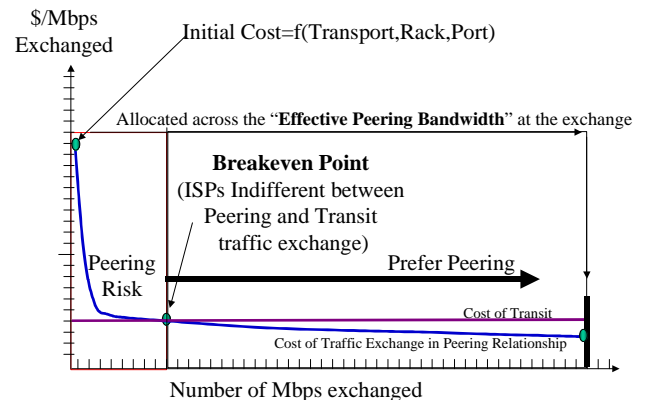 $/Mbps
Exchanged
Initial Cost=f(Transport,Rack,Port)
Allocated across the “Effective Peering Bandwidth” at the exchange
Breakeven Point
(ISPs Indifferent between
Peering and Transit
traffic exchange)
Peering
Risk
Prefer Peering
Cost of Transit
Cost of Traffic Exchange in Peering Relationship
Number of Mbps exchanged